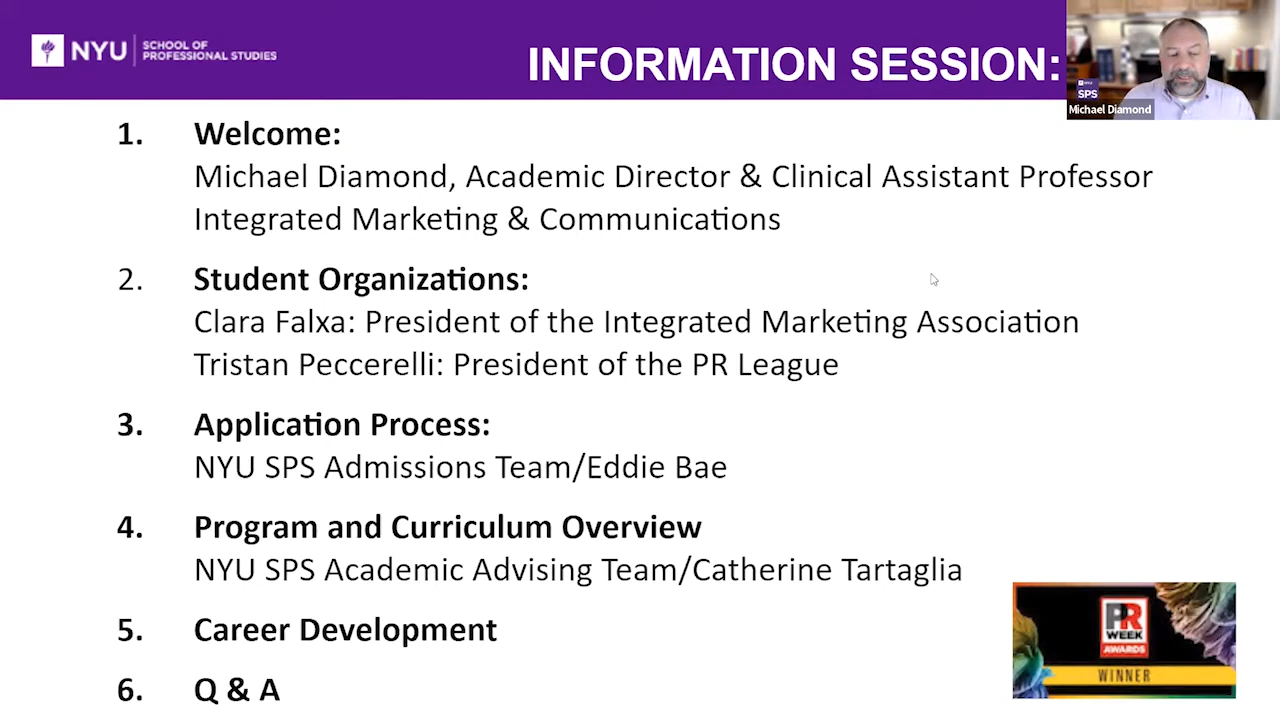 NYU
SCHOOL OF
PROFESSIONAL STUDIES
INFORMATION SESSION:
SPS
Michael Diamond
1. Welcome:
Michael Diamond, Academic Director & Clinical Assistant Professor
Integrated Marketing & Communications
2. Student Organizations:
Clara Falxa: President of the Integrated Marketing Association
Tristan Peccerelli: President of the PR League
3. Application Process:
NYU SPS Admissions Team/Eddie Bae
4. Program and Curriculum Overview
NYU SPS Academic Advising Team/Catherine Tartaglia
5. Career Development
6. Q & A
PR
WEEK
AWARDS
WINNER